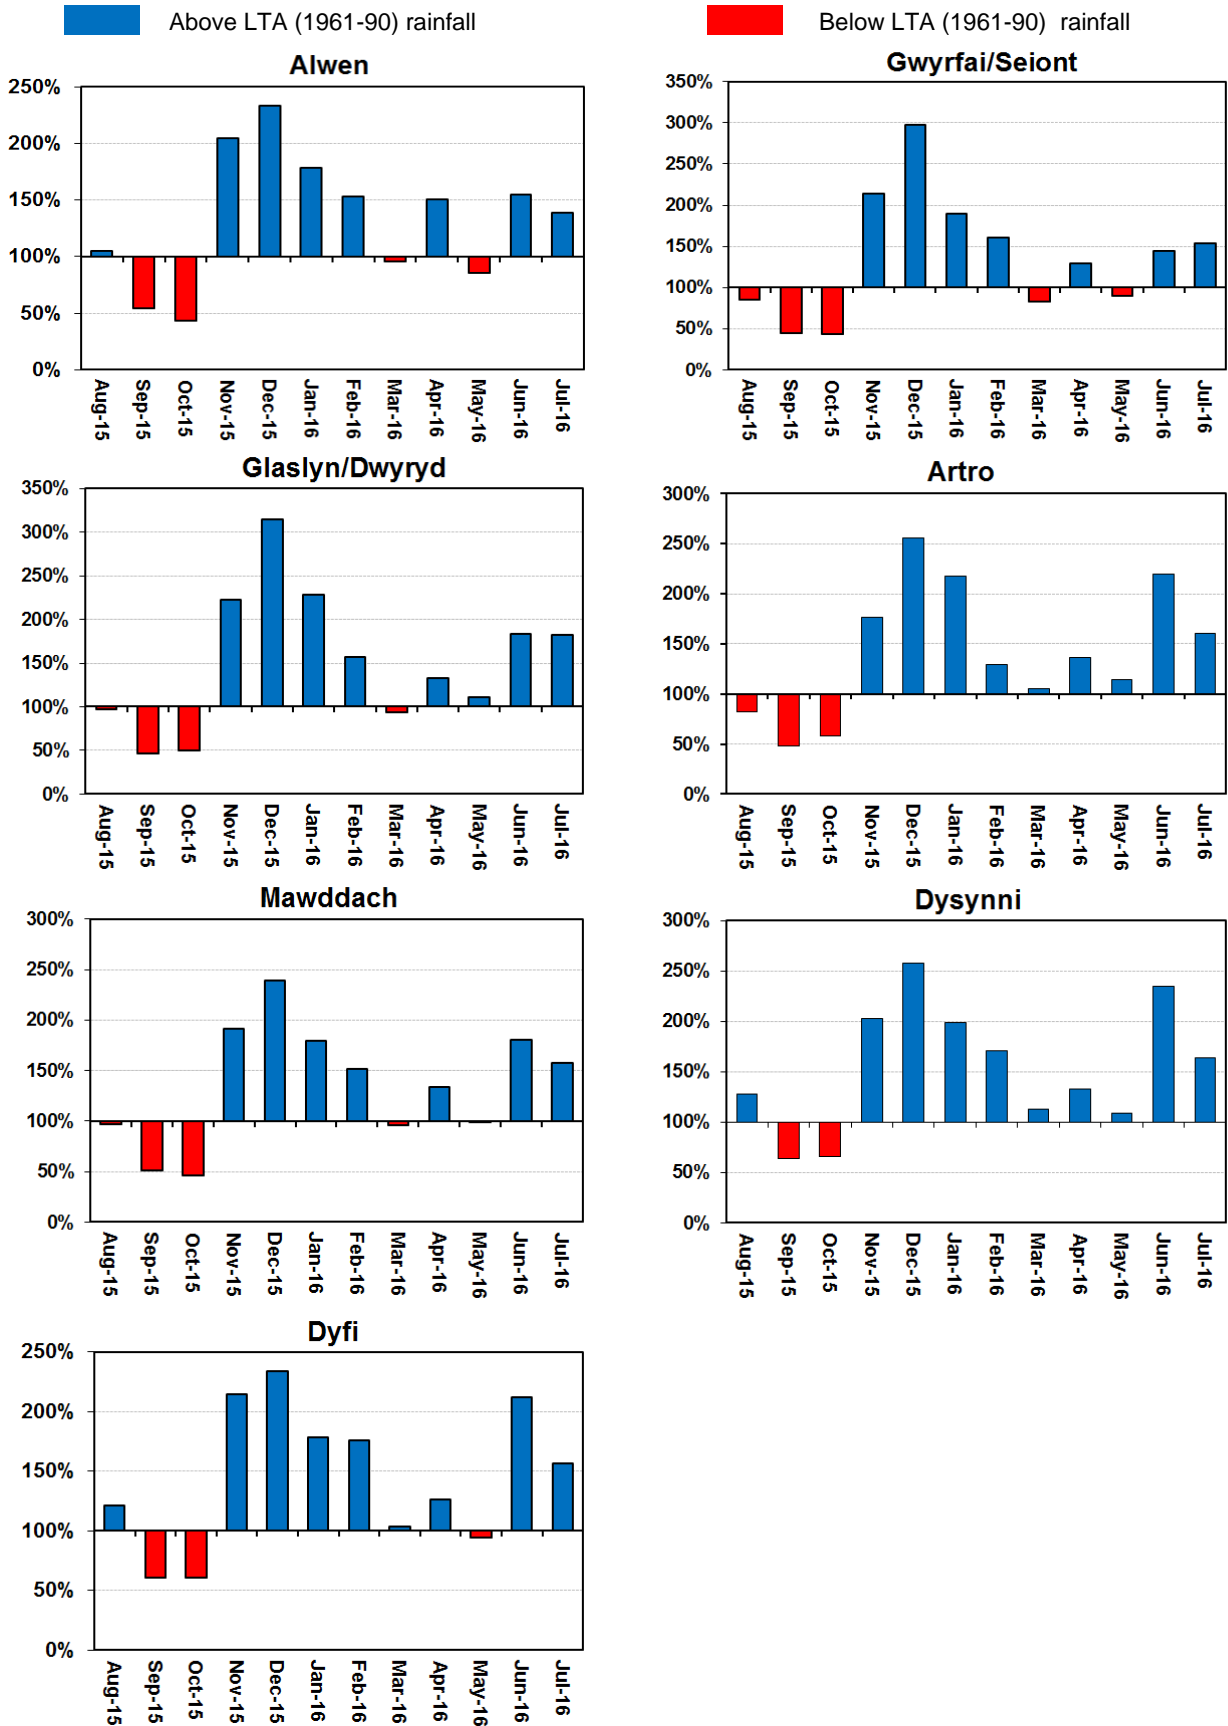 Above LTA (1961-90) rainfall
Below LTA (1961-90) rainfall
Alwen
250%
200%
150%
100%
50%
0%
Aug-15
Sep-15
Oct-15
Nov-15
Dec-15
Jan-16
Feb-16
Mar-16
Apr-16
May-16
Jun-16
Jul-16
Gwyrfai/Seiont
350%
300%
250%
200%
150%
100%
50%
0%
Aug-15
Sep-15
Oct-15
Nov-15
Dec-15
Jan-16
Feb-16
Mar-16
Apr-16
May-16
Jun-16
Jul-16
Glaslyn/Dwyryd
350%
300%
250%
200%
150%
100%
50%
0%
Aug-15
Sep-15
Oct-15
Nov-15
Dec-15
Jan-16
Feb-16
Mar-16
Apr-16
May-16
Jun-16
Jul-16
Artro
300%
250%
200%
150%
100%
50%
0%
Aug-15
Sep-15
Oct-15
Nov-15
Dec-15
Jan-16
Feb-16
Mar-16
Apr-16
May-16
Jun-16
Jul-16
Mawddach
300%
250%
200%
150%
100%
50%
0%
Aug-15
Sep-15
Oct-15
Nov-15
Dec-15
Jan-16
Feb-16
Mar-16
Apr-16
May-16
Jun-16
Jul-16
Dysynni
300%
250%
200%
150%
100%
50%
0%
Aug-15
Sep-15
Oct-15
Nov-15
Dec-15
Jan-16
Feb-16
Mar-16
Apr-16
May-16
Jun-16
Jul-16
Dyfi
250%
200%
150%
100%
50%
0%
Aug-15
Sep-15
Oct-15
Nov-15
Dec-15
Jan-16
Feb-16
Mar-16
Apr-16
May-16
Jun-16
Jul-16